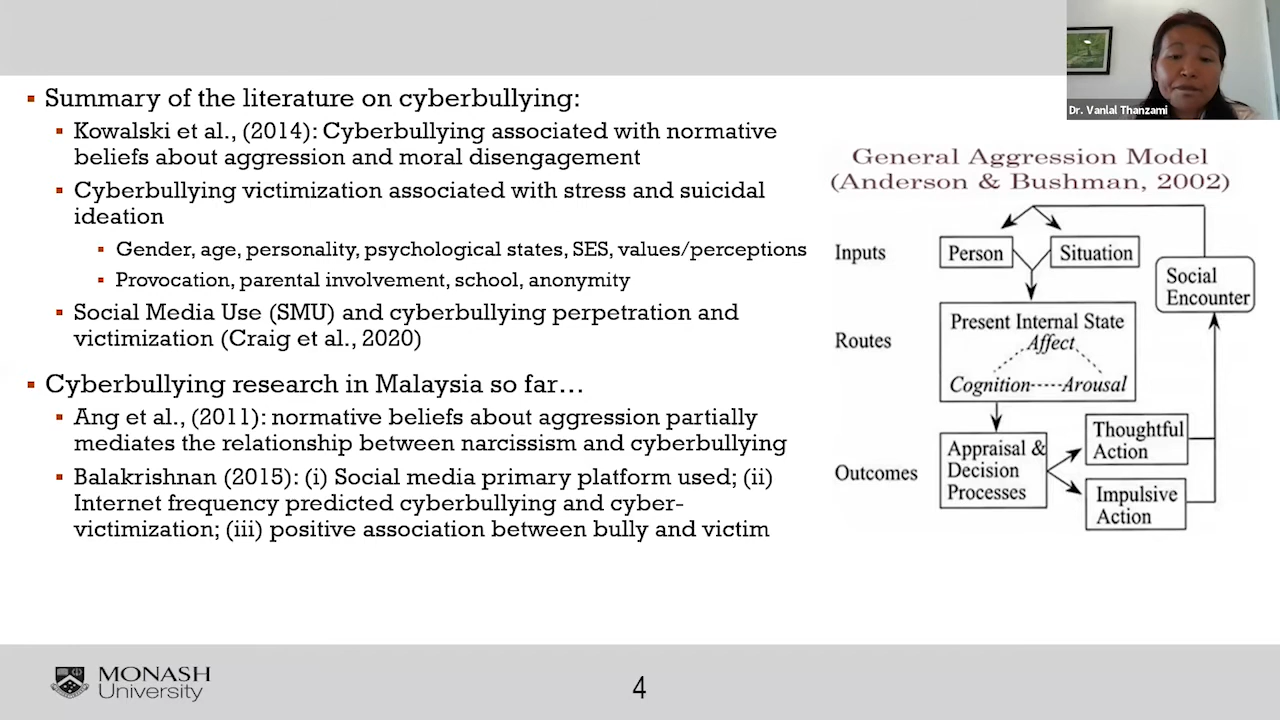 Dr. Vanlal Thanzami
▪ Summary of the literature on cyberbullying:
▪ Kowalski et al., (2014): Cyberbullying associated with normative
beliefs about aggression and moral disengagement
▪ Cyberbullying victimization associated with stress and suicidal
ideation
▪ Gender, age, personality, psychological states, SES, values/perceptions
▪ Provocation, parental involvement, school, anonymity
▪ Social Media Use (SMU) and cyberbullying perpetration and
victimization (Craig et al., 2020)
▪ Cyberbullying research in Malaysia so far…
▪ Ang et al., (2011): normative beliefs about aggression partially
mediates the relationship between narcissism and cyberbullying
▪ Balakrishnan (2015): (i) Social media primary platform used; (ii)
Internet frequency predicted cyberbullying and cyber-
victimization; (iii) positive association between bully and victim
General Aggression Model
(Anderson & Bushman, 2002)
Inputs
Person
Situation
Social
Encounter
Routes
Present Internal State
Affect
Cognition-----Arousal
Outcomes
Appraisal &
Decision
Processes
Thoughtful
Action
Impulsive
Action
MONASH
University
4